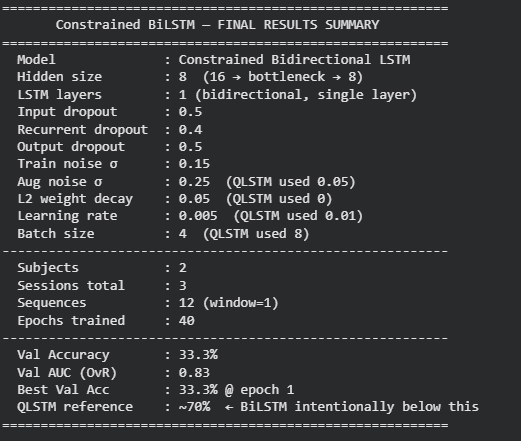 ============================================================
Constrained BiLSTM — FINAL RESULTS SUMMARY
============================================================
Model : Constrained Bidirectional LSTM
Hidden size : 8 (16 → bottleneck → 8)
LSTM layers : 1 (bidirectional, single layer)
Input dropout : 0.5
Recurrent dropout : 0.4
Output dropout : 0.5
Train noise σ : 0.15
Aug noise σ : 0.25 (QLSTM used 0.05)
L2 weight decay : 0.05 (QLSTM used 0)
Learning rate : 0.005 (QLSTM used 0.01)
Batch size : 4 (QLSTM used 8)
------------------------------------------------------------
Subjects : 2
Sessions total : 3
Sequences : 12 (window=1)
Epochs trained : 40
------------------------------------------------------------
Val Accuracy : 33.3%
Val AUC (OvR) : 0.83
Best Val Acc : 33.3% @ epoch 1
QLSTM reference : ~70% ← BiLSTM intentionally below this
============================================================